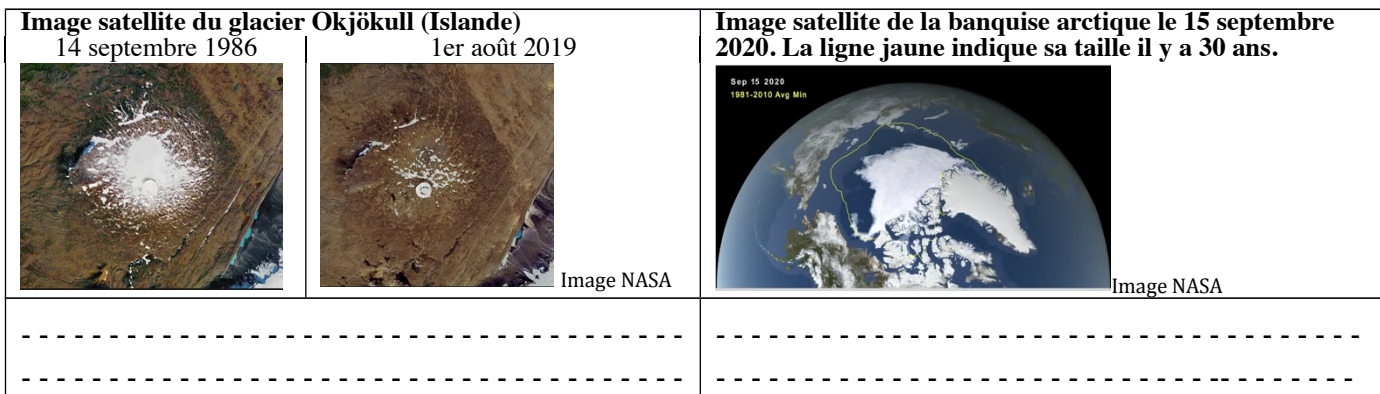 Image satellite du glacier Okjökull (Islande)
14 septembre 1986
1er août 2019
Image NASA
Image satellite de la banquise arctique le 15 septembre
2020. La ligne jaune indique sa taille il y a 30 ans.
Sep 15 2020
1981-2010 Avg Min
Image NASA